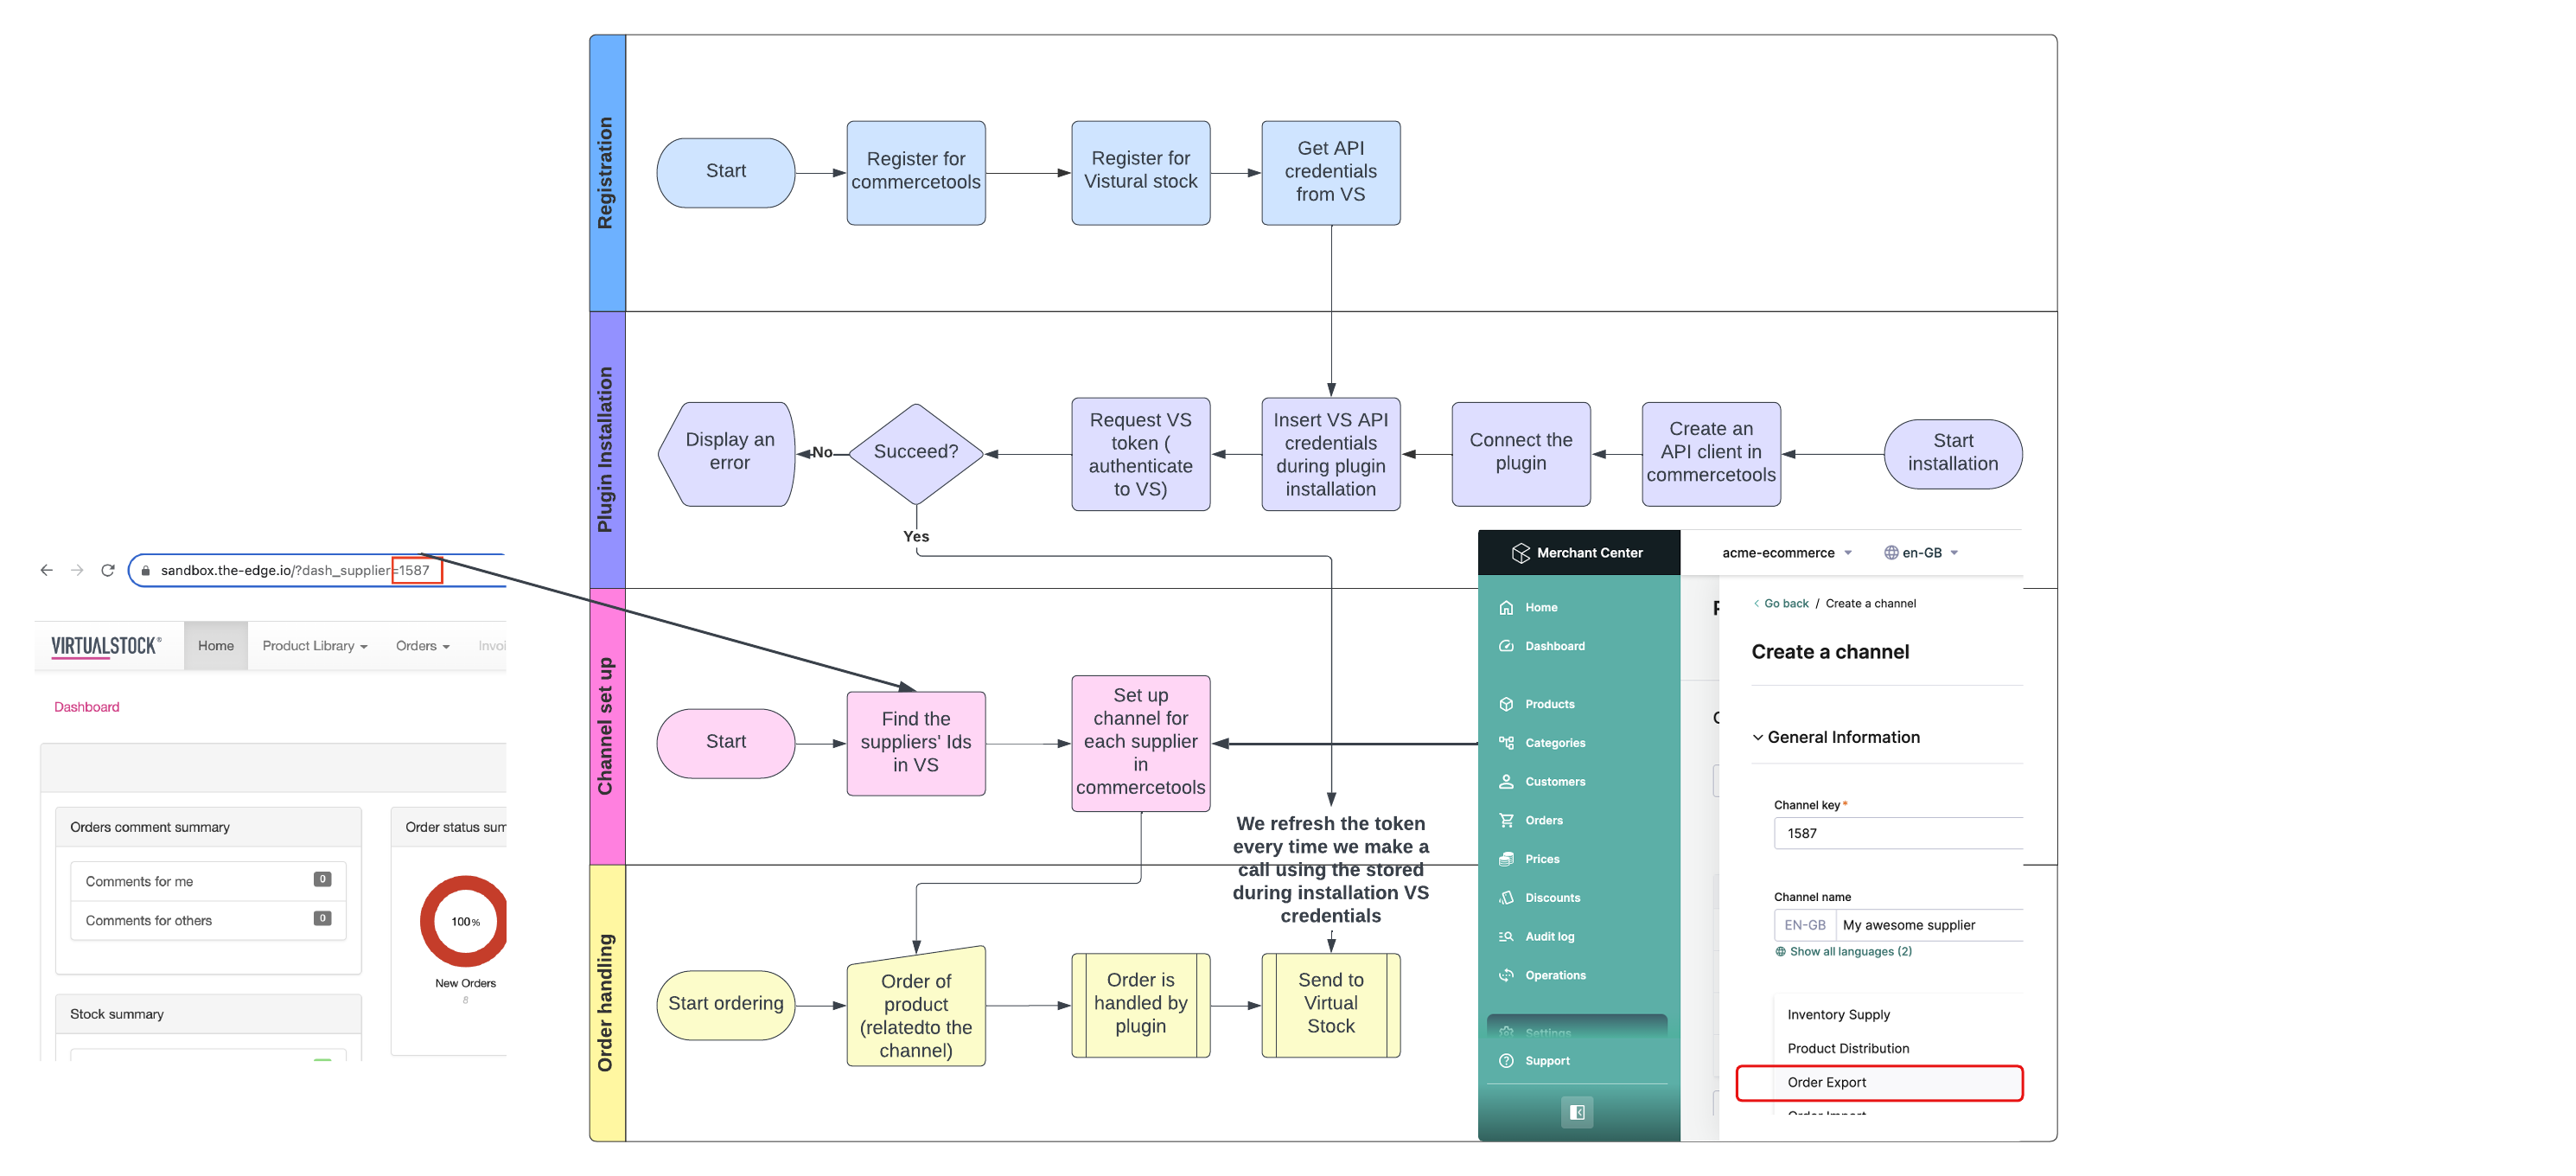 Registration
Start
Register for
commercetools
Register for
Vistural stock
Get API
credentials
from VS
Plugin Installation
Display an
error
No
Succeed?
Yes
Request VS
token (
authenticate
to VS)
Insert VS API
credentials
during plugin
installation
Connect the
plugin
Create an
API client in
commercetools
Start
installation
sandbox.the-edge.io/?dash_supplier=1587
VIRTUALSTOCK®
Home
Product Library
Orders
Invoi
Dashboard
Orders comment summary
Comments for me
0
Comments for others
0
Stock summary
Order status sum
100%
New Orders
8
Channel set up
Start
Find the
suppliers' Ids
in VS
Set up
channel for
each supplier
in
commercetools
We refresh the token
every time we make a
call using the stored
during installation VS
credentials
Order handling
Start ordering
Order of
product
(relatedto the
channel)
Order is
handled by
plugin
Send to
Virtual
Stock
Merchant Center
acme-ecommerce
en-GB
Home
Dashboard
Products
Categories
Customers
Orders
Prices
Discounts
Audit log
Operations
Settings
Support
Go back / Create a channel
Create a channel
General Information
Channel key *
1587
Channel name
EN-GB
My awesome supplier
Show all languages (2)
Inventory Supply
Product Distribution
Order Export
Order Import